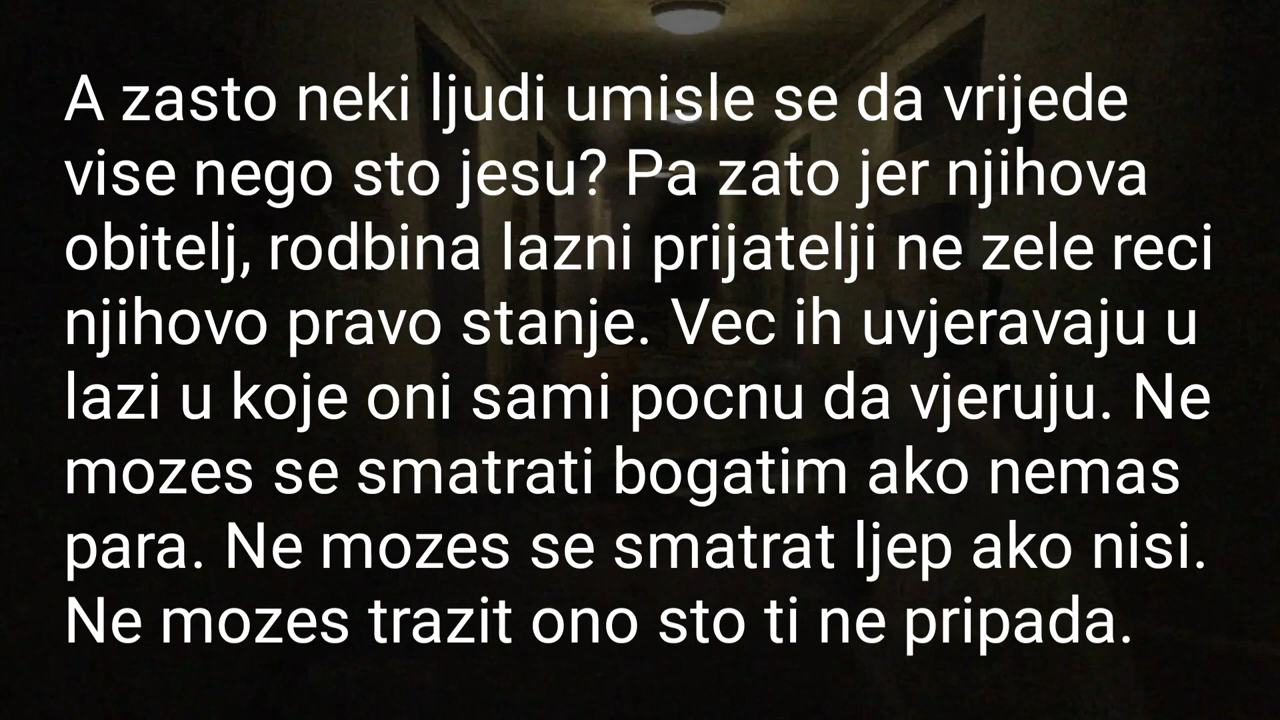 A zasto neki ljudi umisle se da vrijede
vise nego sto jesu? Pa zato jer njihova
obitelj, rodbina lazni prijatelji ne zele reci
njihovo pravo stanje. Vec ih uvjeravaju u
lazi u koje oni sami pocnu da vjeruju. Ne
mozes se smatrati bogatim ako nemas
para. Ne mozes se smatrat ljep ako nisi.
Ne mozes trazit ono sto ti ne pripada.